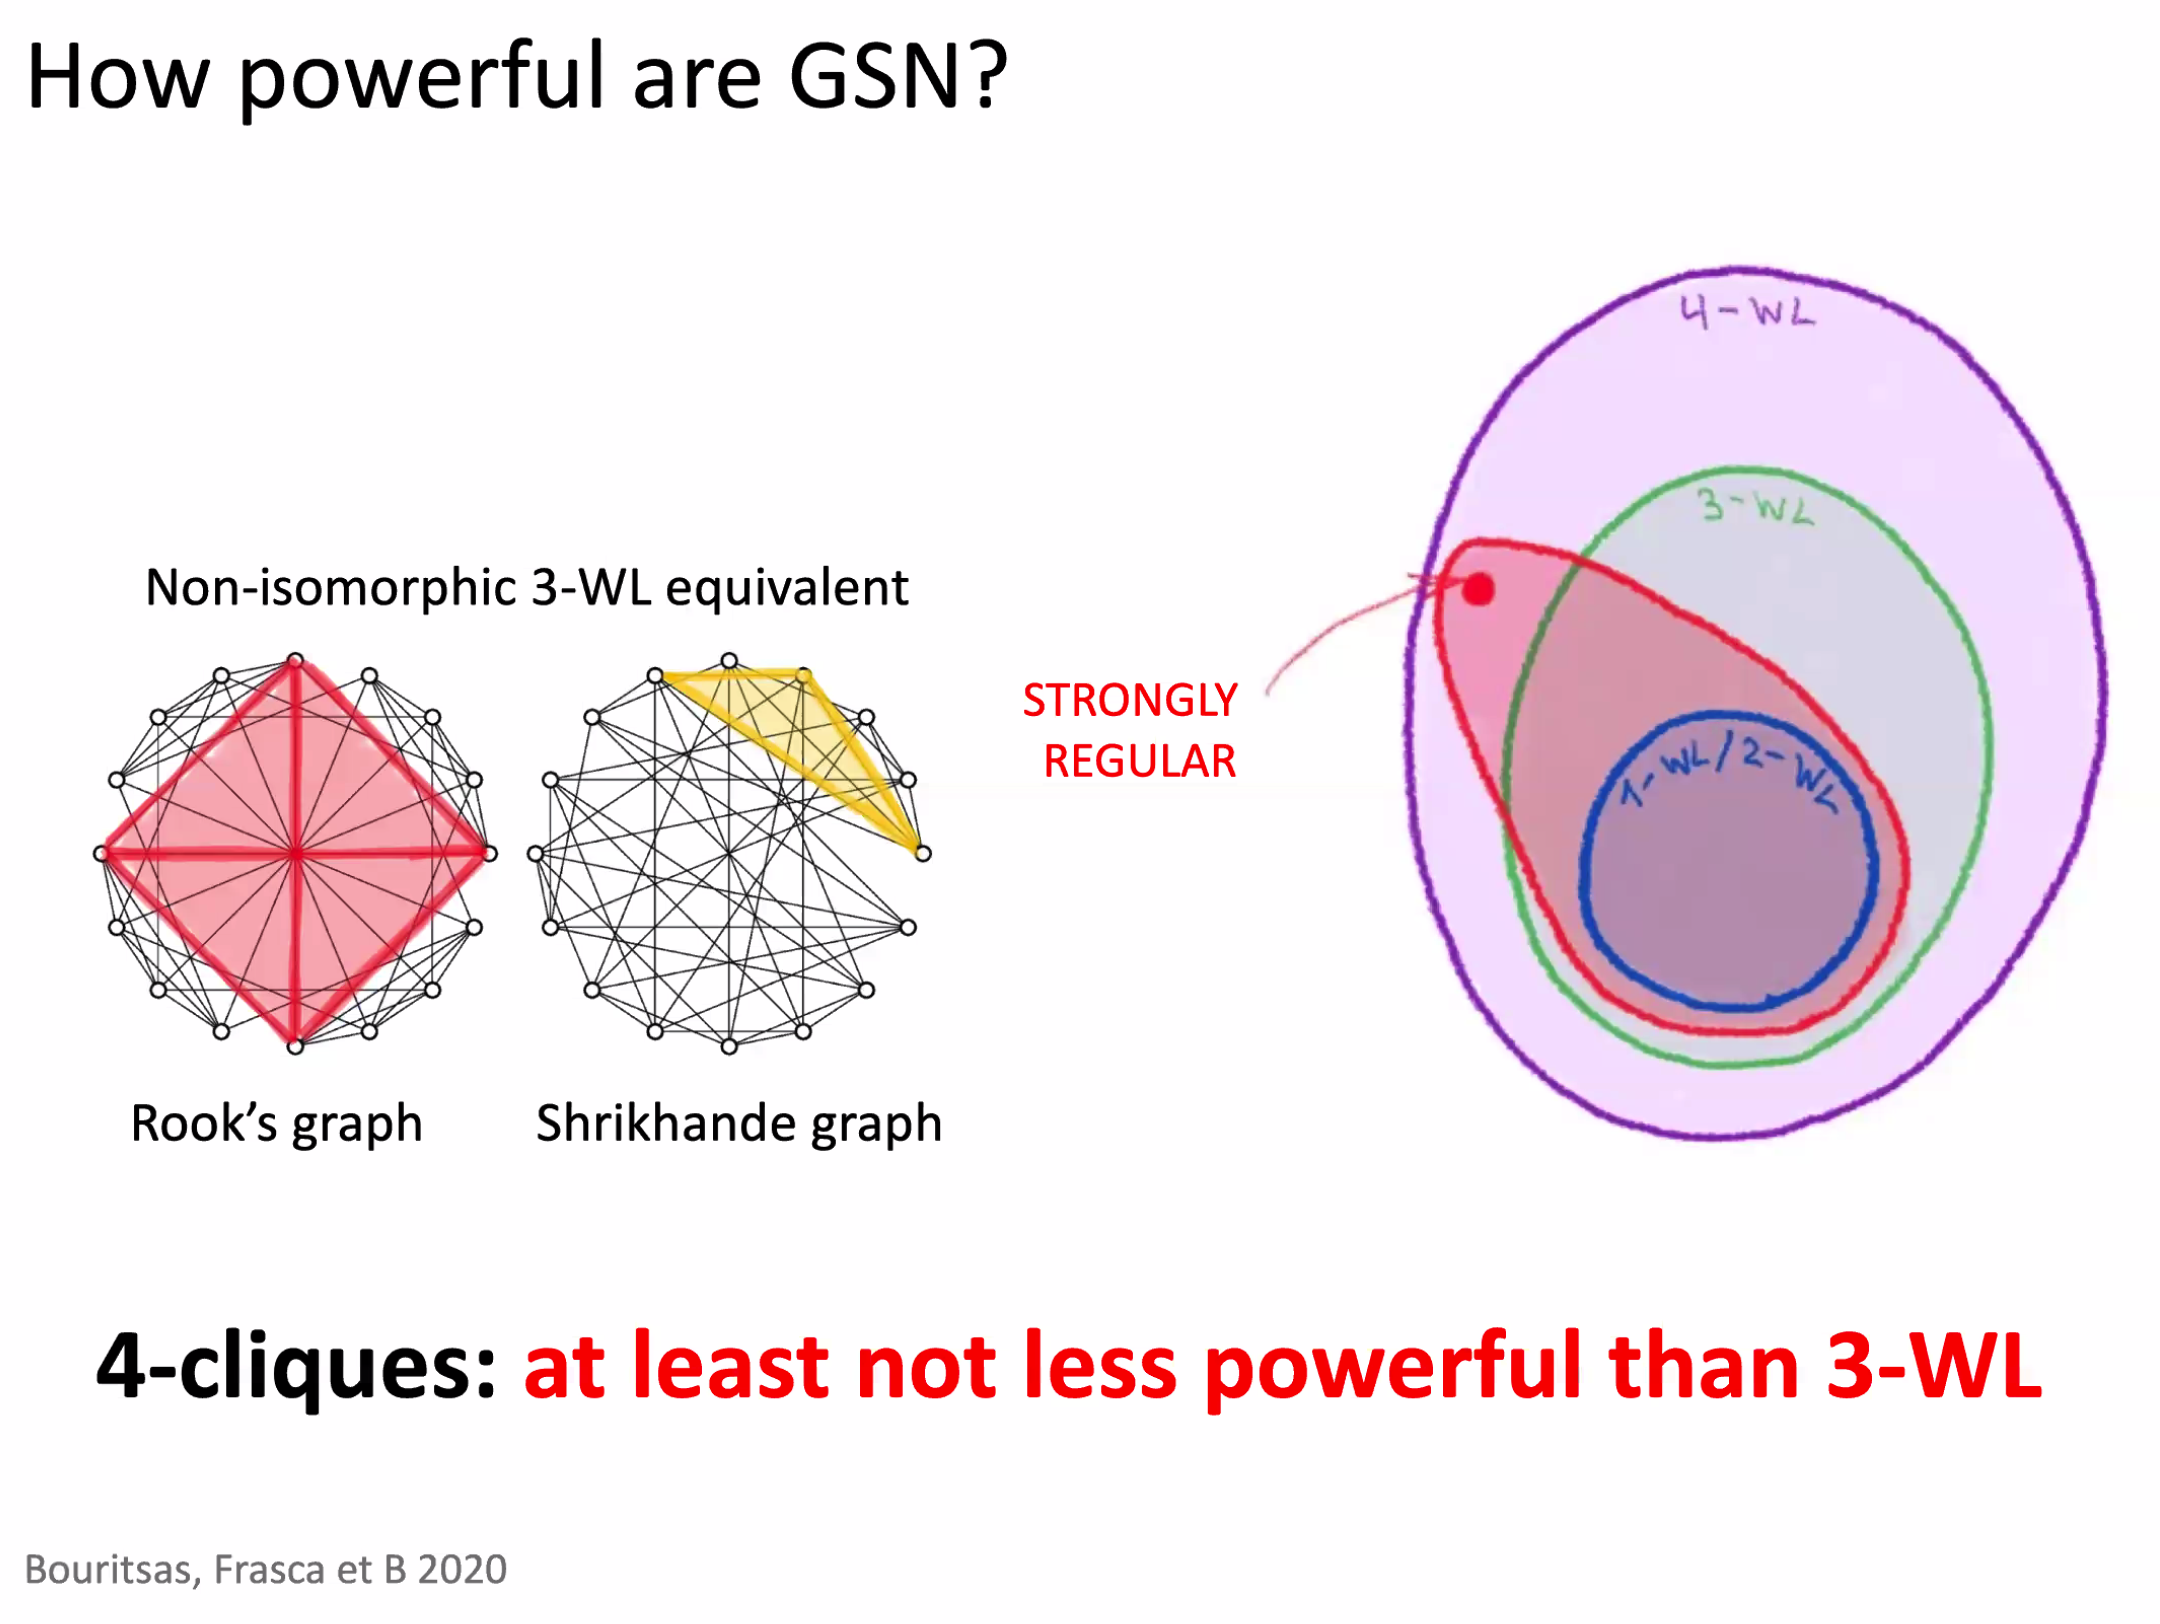 How powerful are GSN?
4-WL
3-WL
Non-isomorphic 3-WL equivalent
STRONGLY
REGULAR
1-WL/2-WL
Rook’s graph
Shrikhande graph
4-cliques: at least not less powerful than 3-WL
Bouritsas, Frasca et B 2020